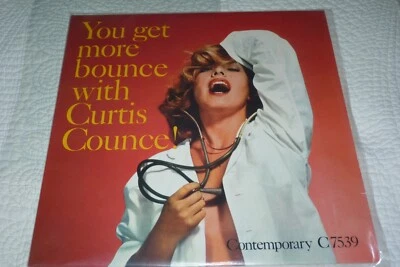 You get
more
bounce
with
Curtis
Counce!
Contemporary C7539